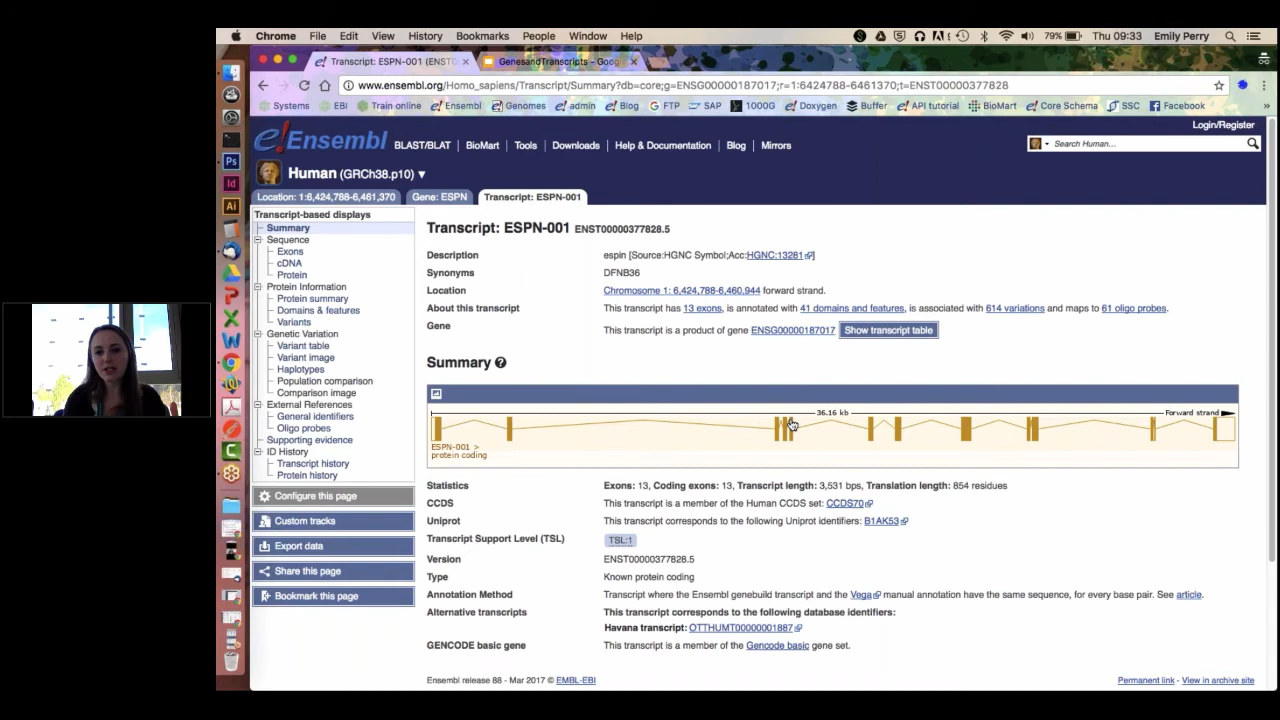 Chrome File Edit View History Bookmarks People Window Help 79% Thu 09:33 Emily Perry
Transcript: ESPN-001 (ENST0 GenesandTranscripts - Goog
www.ensembl.org/Homo_sapiens/Transcript/Summary?db=core;g=ENSG00000187017;r=1:6424788-6461370;t=ENST00000377828
Systems EBI Train online Ensembl Genomes admin Blog FTP SAP 1000G Doxygen Buffer API tutorial BioMart Core Schema SSC Facebook »
Login/Register
e!Ensembl BLAST/BLAT BioMart Tools Downloads Help & Documentation Blog Mirrors Search Human...
Human (GRCh38.p10) ▼
Location: 1:6,424,788-6,461,370 Gene: ESPN Transcript: ESPN-001
Transcript-based displays
Summary
Sequence
Exons
cDNA
Protein
Protein Information
Protein summary
Domains & features
Variants
Genetic Variation
Variant table
Variant image
Haplotypes
Population comparison
Comparison image
External References
General identifiers
Oligo probes
Supporting evidence
ID History
Transcript history
Protein history
Configure this page
Custom tracks
Export data
Share this page
Bookmark this page
Transcript: ESPN-001 ENST00000377828.5
Description espin [Source:HGNC Symbol;Acc:HGNC:13281]
Synonyms DFNB36
Location Chromosome 1: 6,424,788-6,460,944 forward strand.
About this transcript This transcript has 13 exons, is annotated with 41 domains and features, is associated with 614 variations and maps to 61 oligo probes.
Gene This transcript is a product of gene ENSG00000187017 Show transcript table
Summary
36.16 kb Forward strand
ESPN-001 >
protein coding
Statistics Exons: 13, Coding exons: 13, Transcript length: 3,531 bps, Translation length: 854 residues
CCDS This transcript is a member of the Human CCDS set: CCDS70
Uniprot This transcript corresponds to the following Uniprot identifiers: B1AK53
Transcript Support Level (TSL) TSL:1
Version ENST00000377828.5
Type Known protein coding
Annotation Method Transcript where the Ensembl genebuild transcript and the Vega manual annotation have the same sequence, for every base pair. See article.
Alternative transcripts This transcript corresponds to the following database identifiers:
Havana transcript: OTTHUMT00000001887
GENCODE basic gene This transcript is a member of the Gencode basic gene set.
Ensembl release 88 - Mar 2017 © EMBL-EBI Permanent link - View in archive site